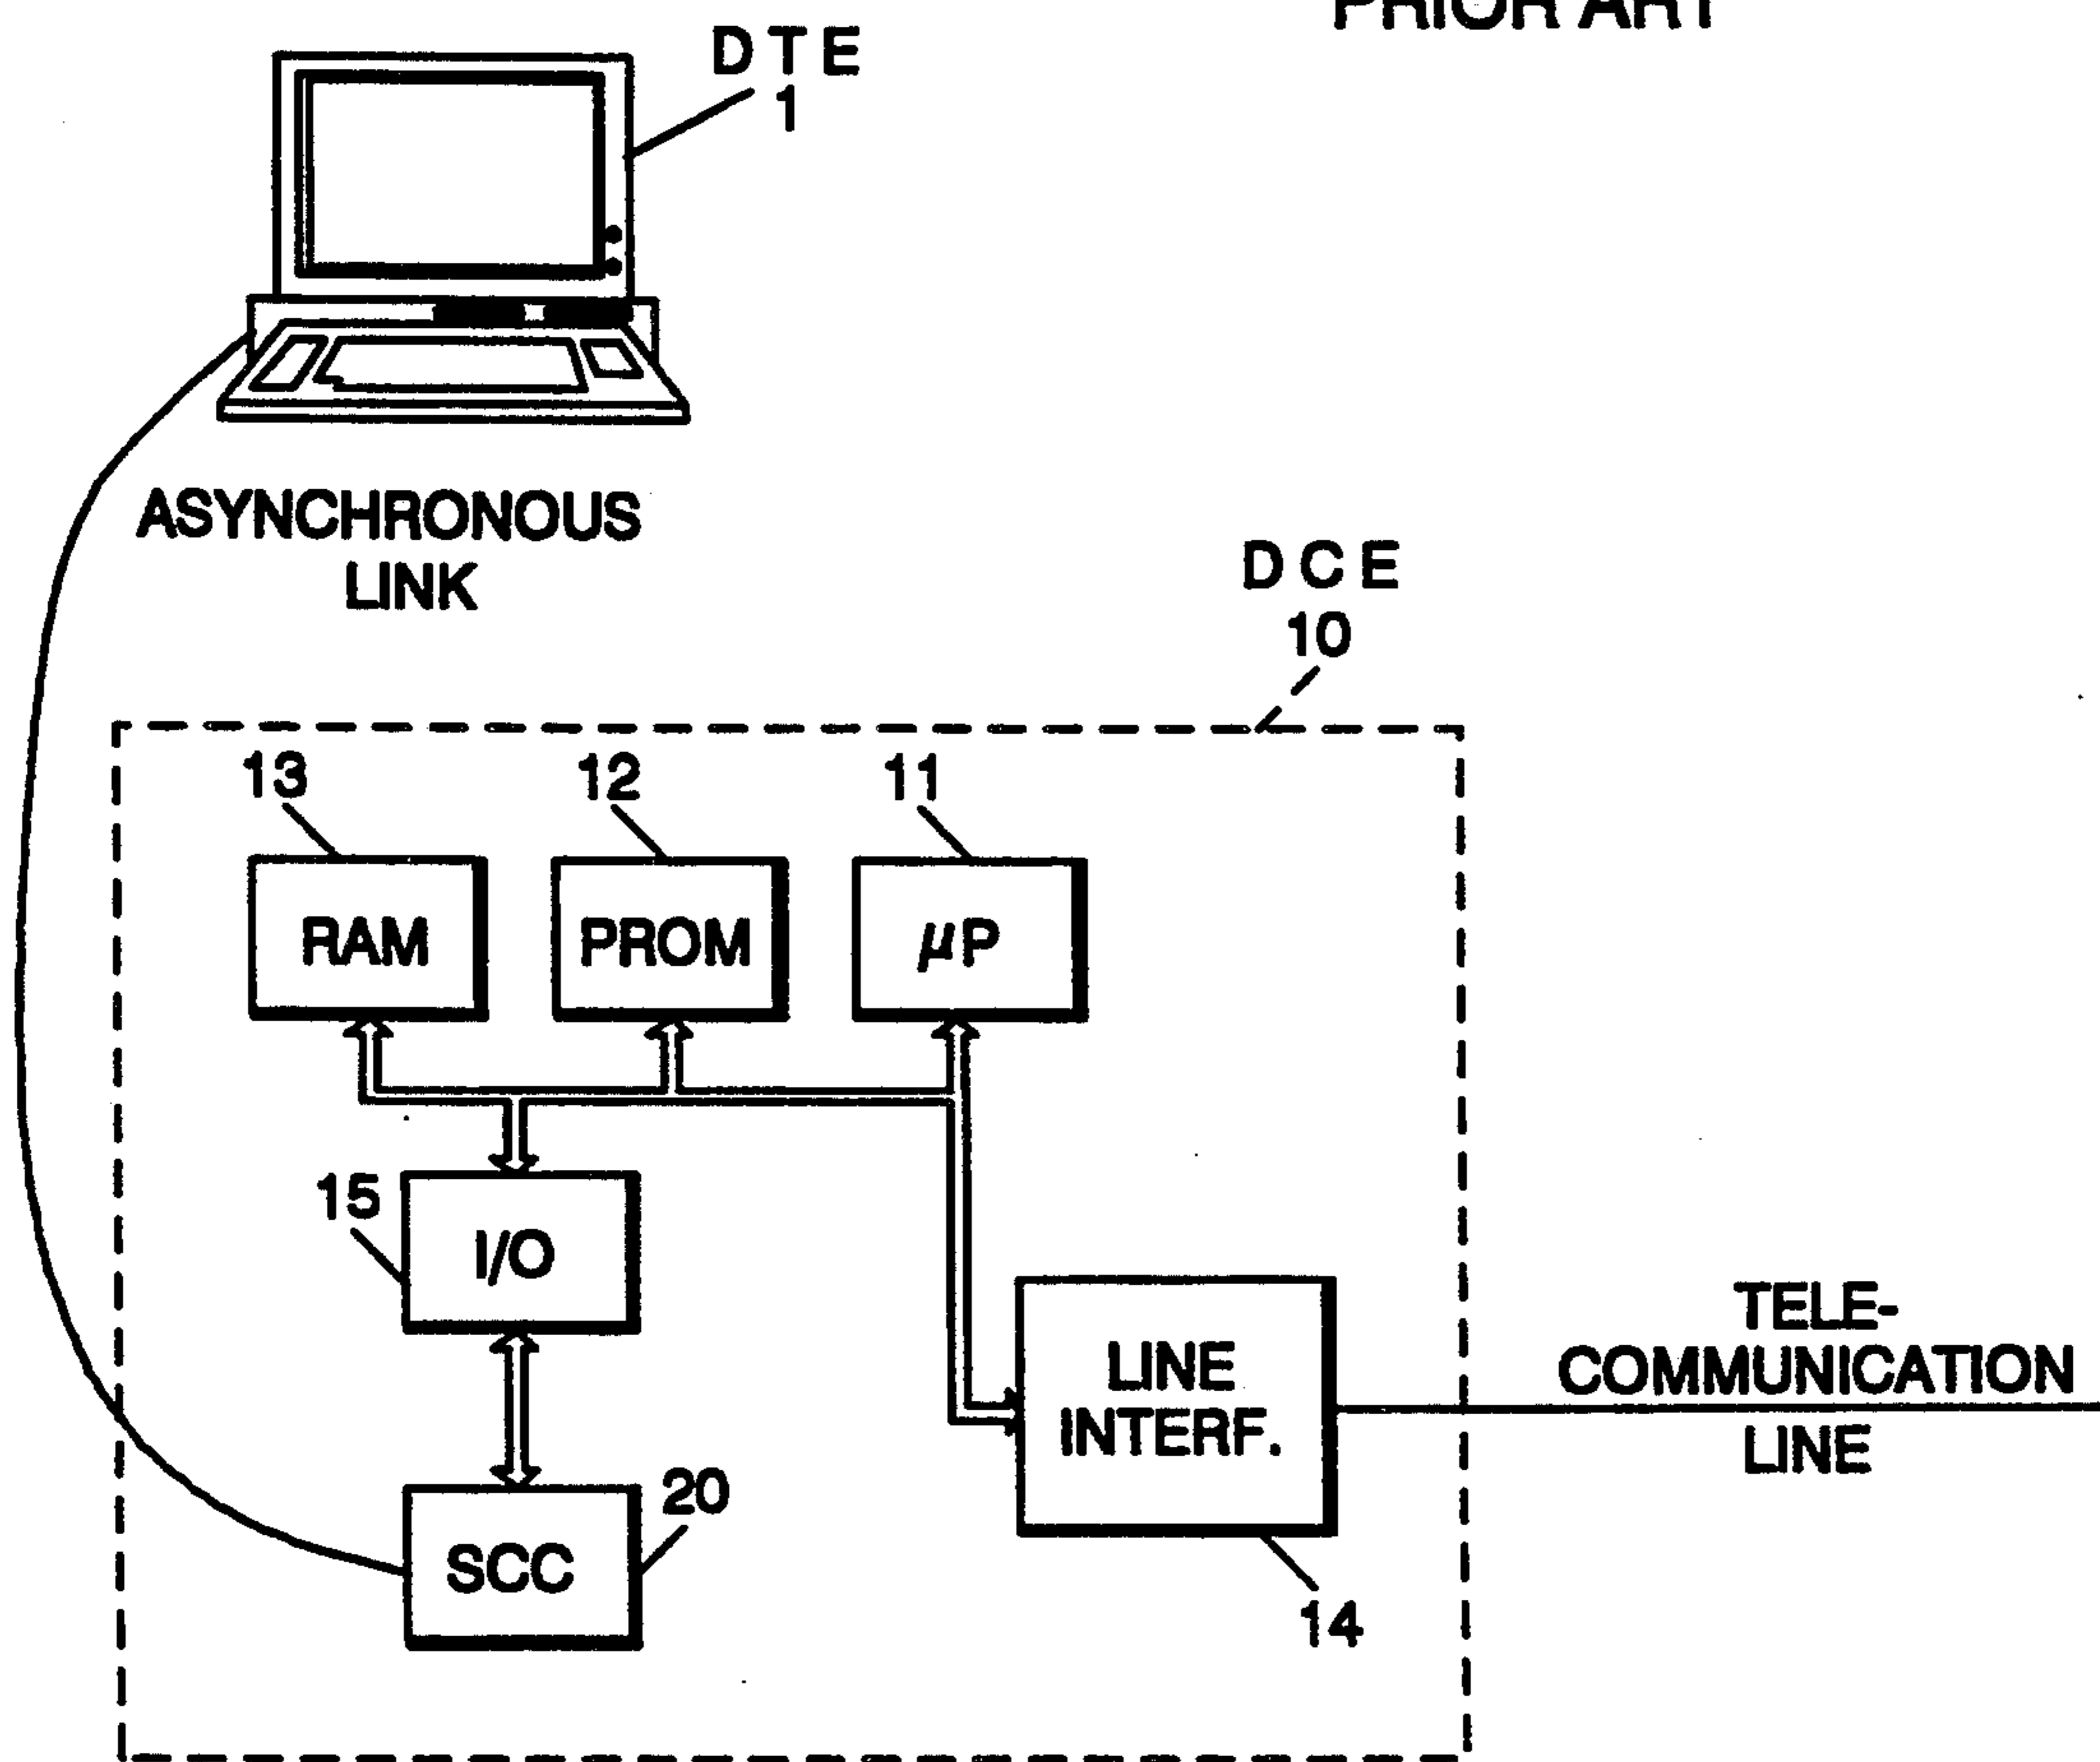 PRIOR ART
DTE
1
ASYNCHRONOUS
LINK
DCE
10
13
12
11
RAM
PROM
µP
15
I/O
LINE
INTERF.
TELE-
COMMUNICATION
LINE
20
SCC
14